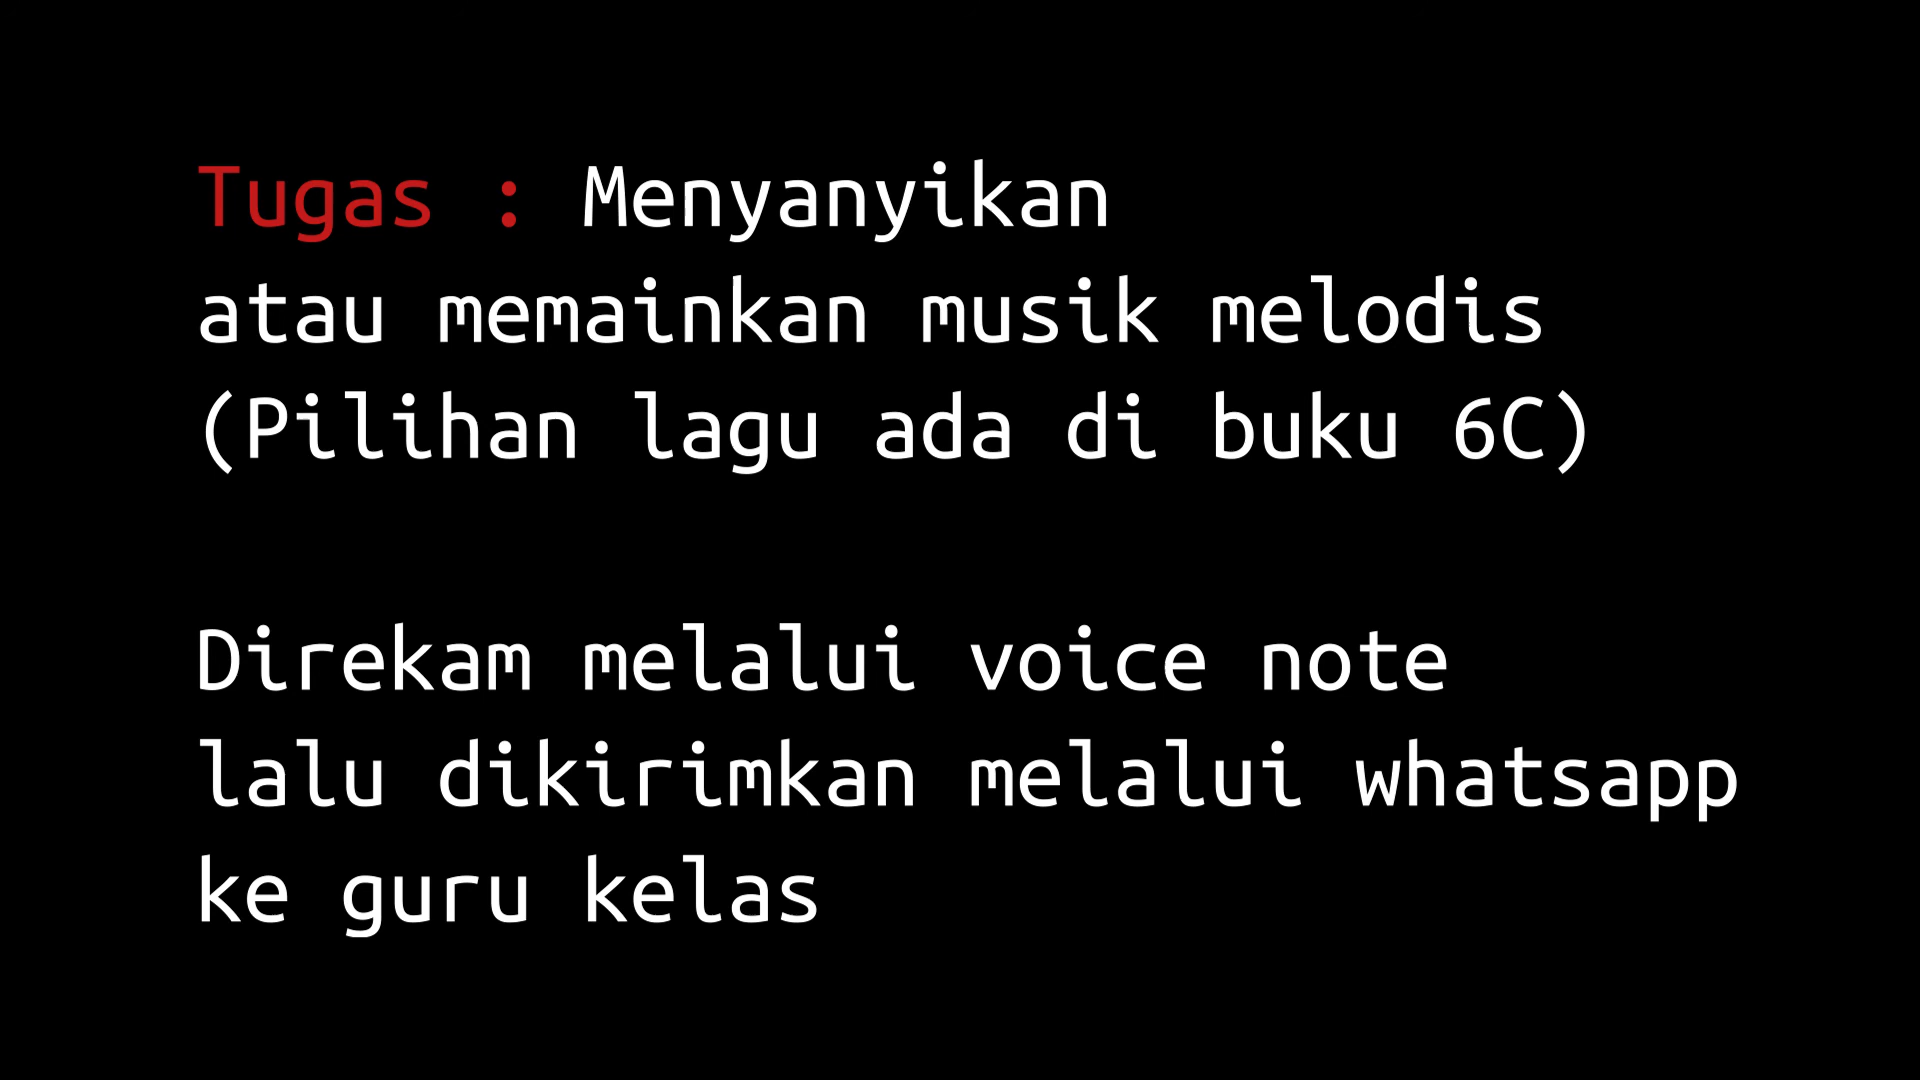 Tugas : Menyanyikan
atau memainkan musik melodis
(Pilihan lagu ada di buku 6C)
Direkam melalui voice note
lalu dikirimkan melalui whatsapp
ke guru kelas